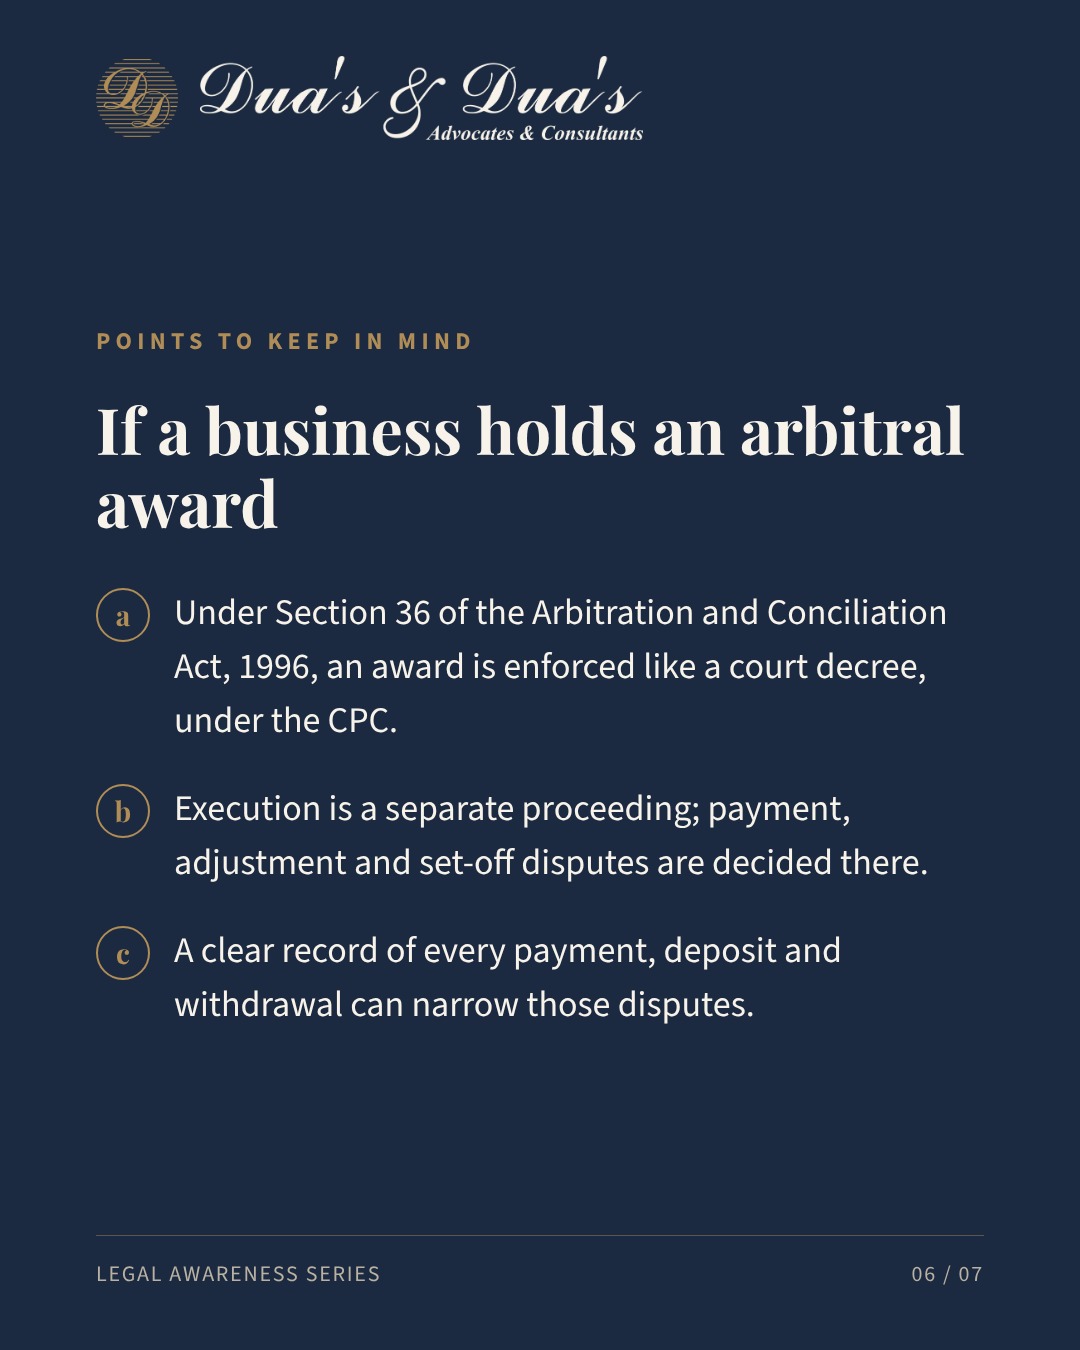 DD
Dua's & Dua's
Advocates & Consultants
POINTS TO KEEP IN MIND
If a business holds an arbitral
award
a
Under Section 36 of the Arbitration and Conciliation
Act, 1996, an award is enforced like a court decree,
under the CPC.
b
Execution is a separate proceeding; payment,
adjustment and set-off disputes are decided there.
c
A clear record of every payment, deposit and
withdrawal can narrow those disputes.
LEGAL AWARENESS SERIES
06 / 07